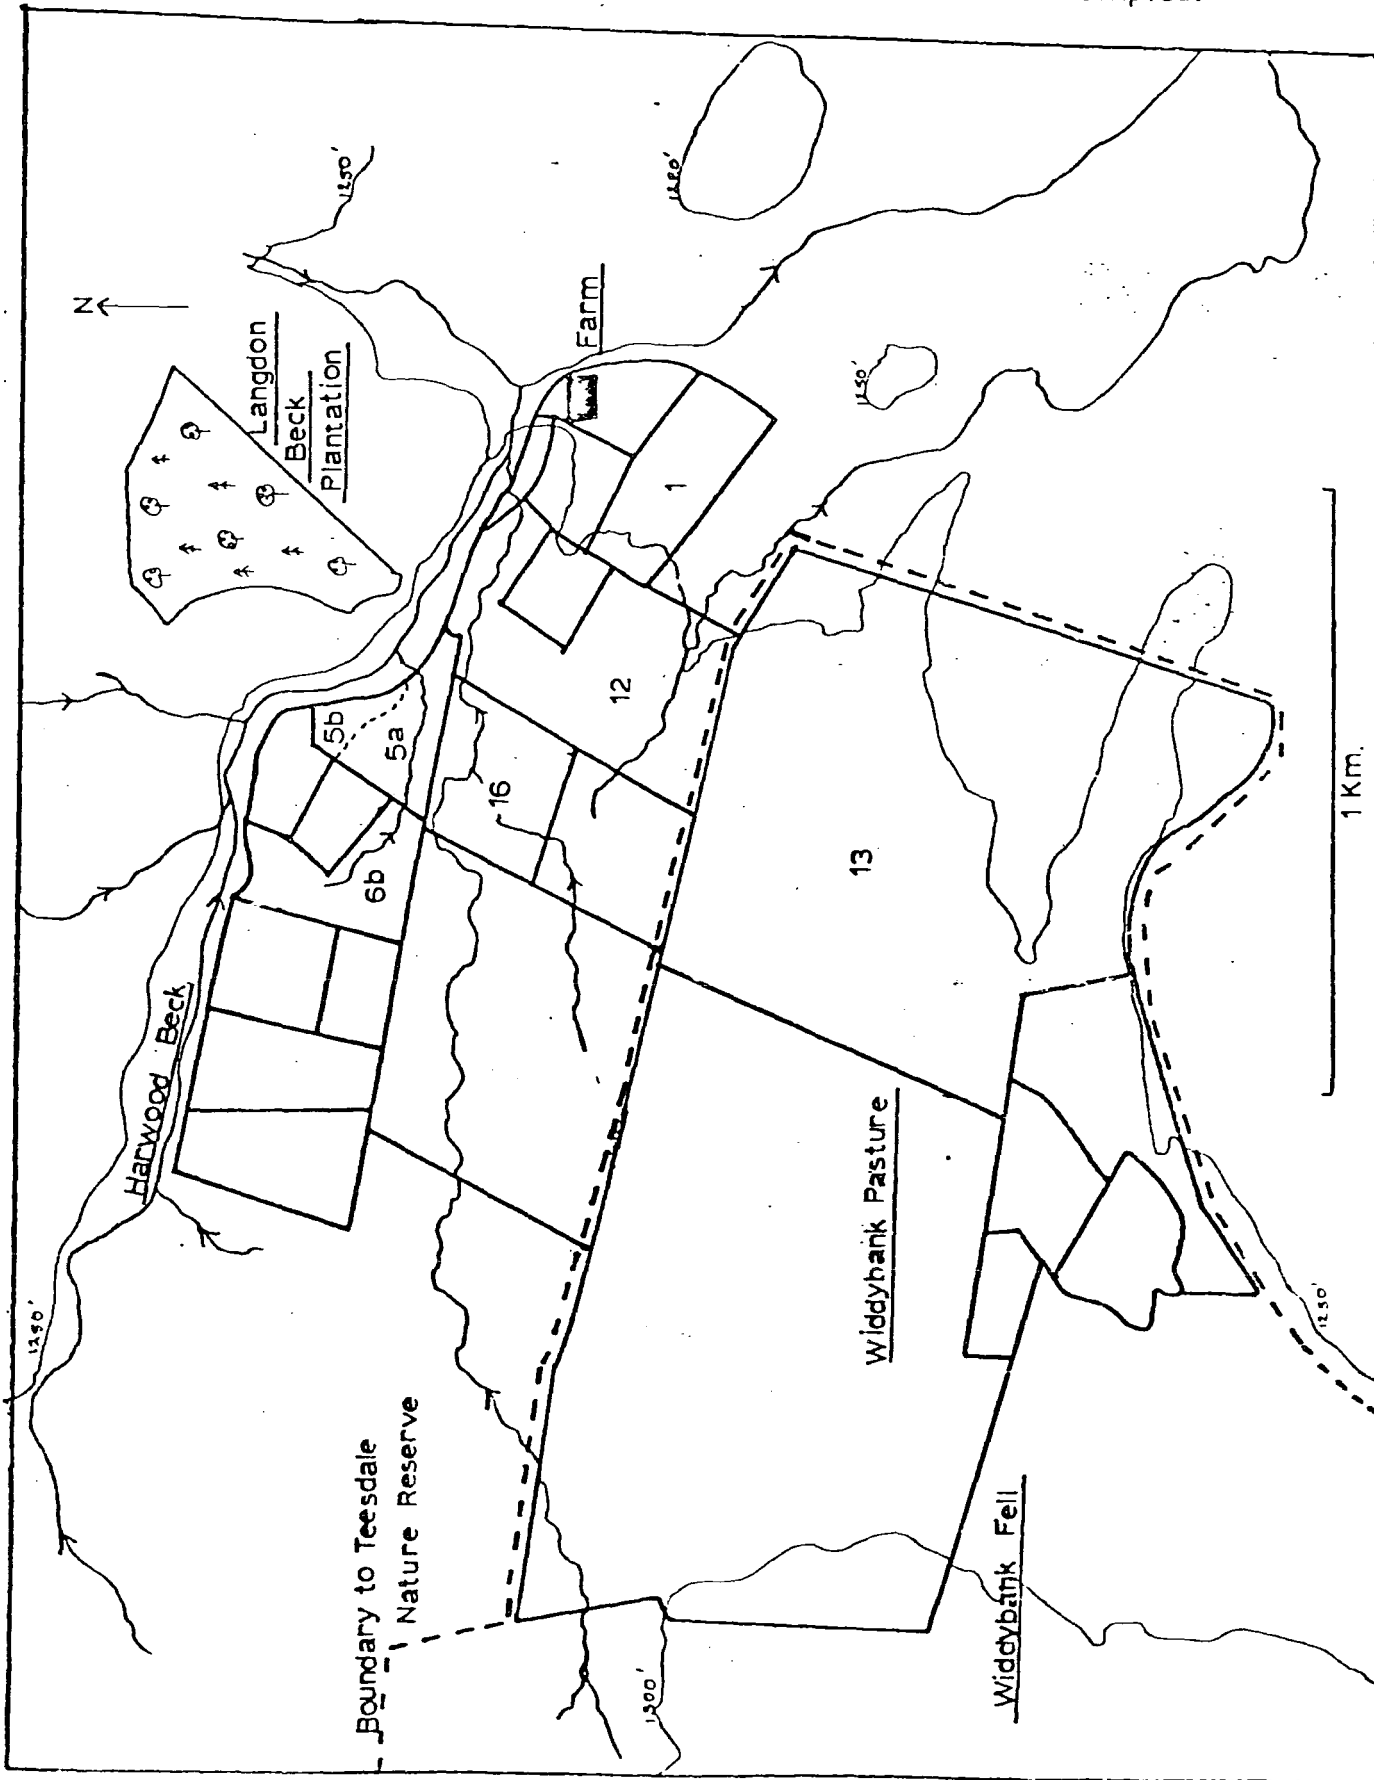 N
Langdon
Beck
Plantation
Farm
Harwood Beck
Boundary to Teesdale
Nature Reserve
Widdybank Pasture
Widdybank Fell
1
12
13
16
5a
5b
6b
1250'
1250'
1250'
1250'
1300'
1 Km.